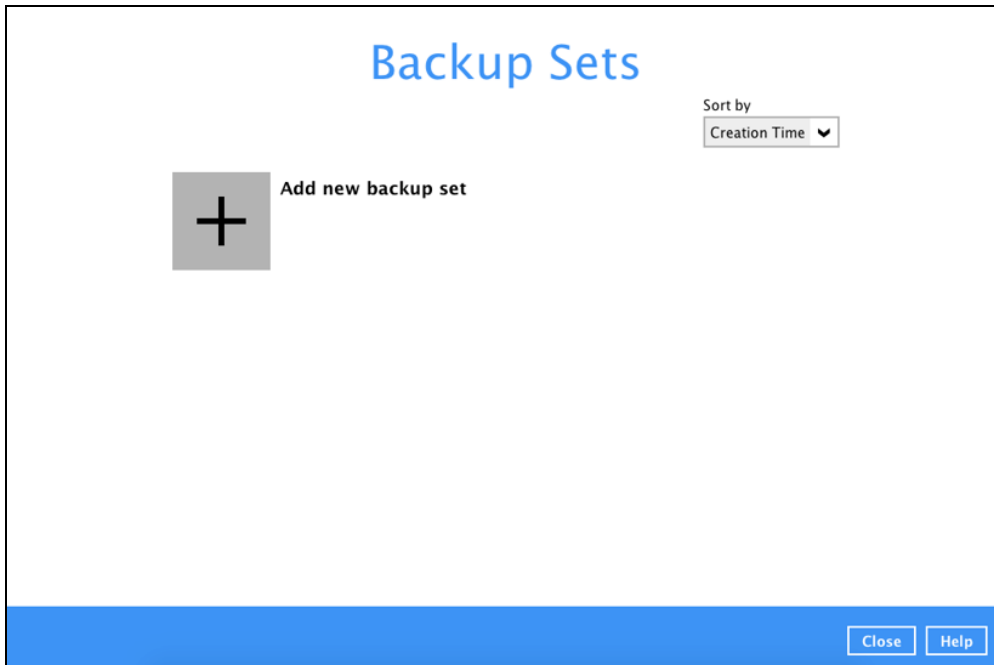 Backup Sets
Sort by
Creation Time
Add new backup set
Close
Help